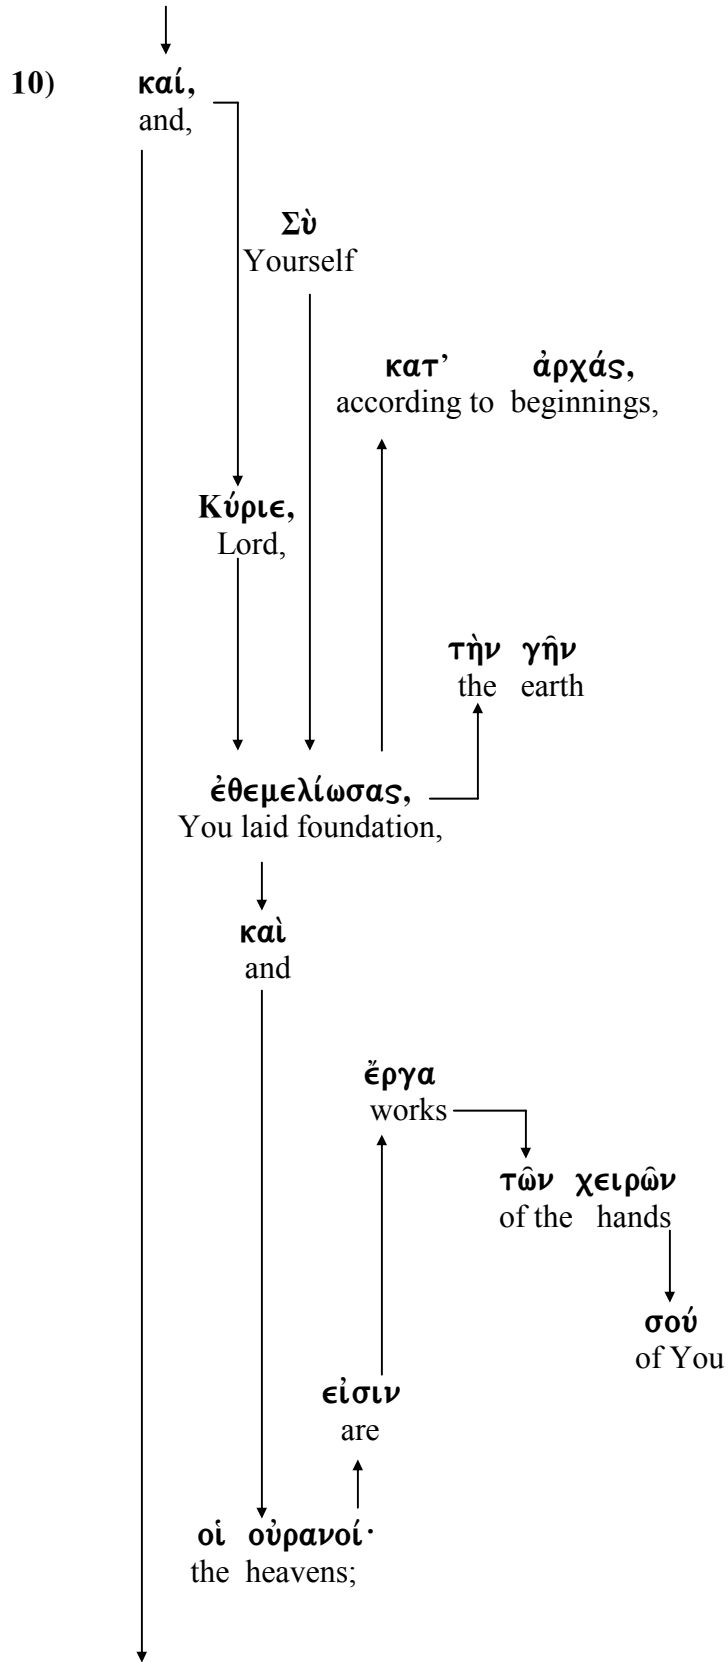 10) καί,
and,
Σὺ
Yourself
κατ’ ἀρχάς,
according to beginnings,
Κύριε,
Lord,
τὴν γῆν
the earth
ἐθεμελίωσας,
You laid foundation,
καὶ
and
ἔργα
works
τῶν χειρῶν
of the hands
σού
of You
εἰσιν
are
οἱ οὐρανοί·
the heavens;